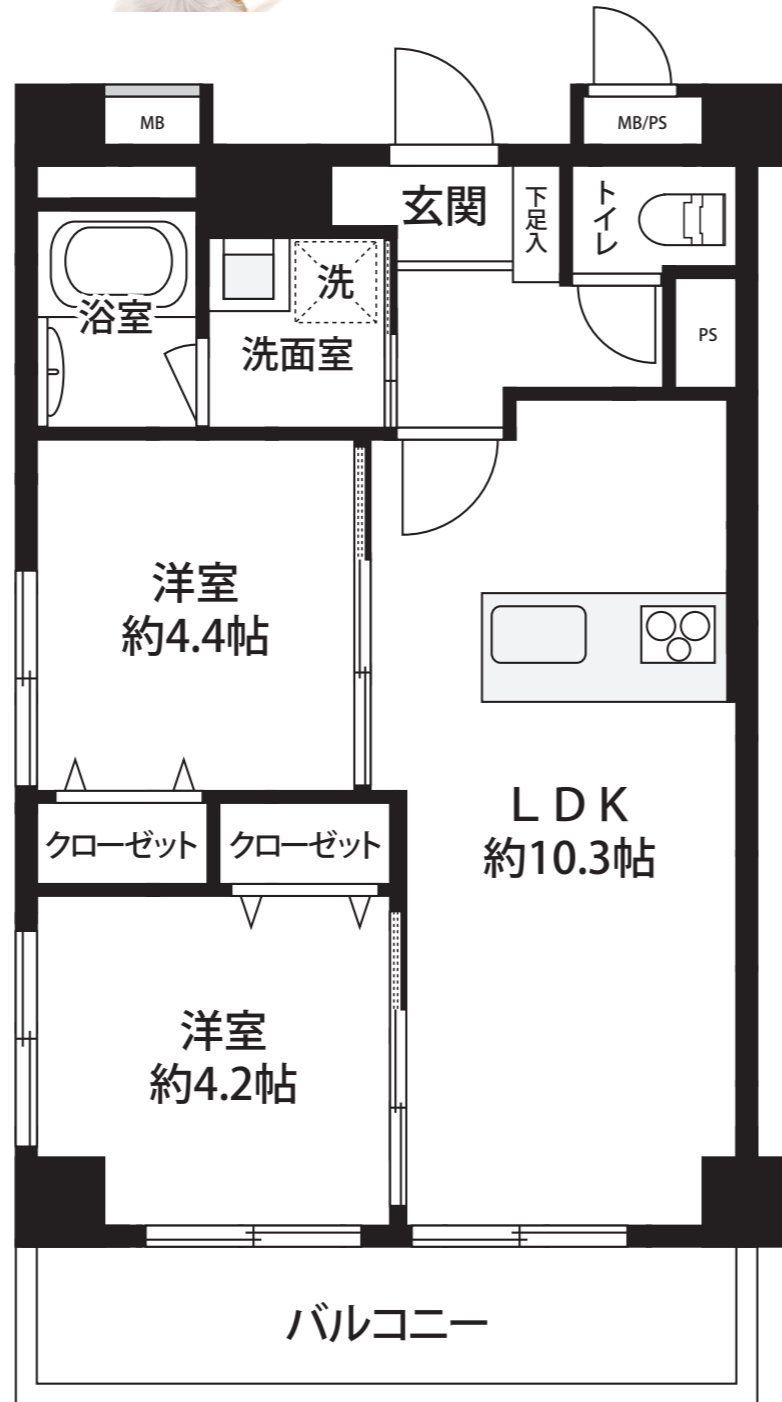 MB
MB/PS
玄関
下足入
トイレ
浴室
洗
洗面室
PS
洋室
約4.4帖
LDK
約10.3帖
クローゼット
クローゼット
洋室
約4.2帖
バルコニー